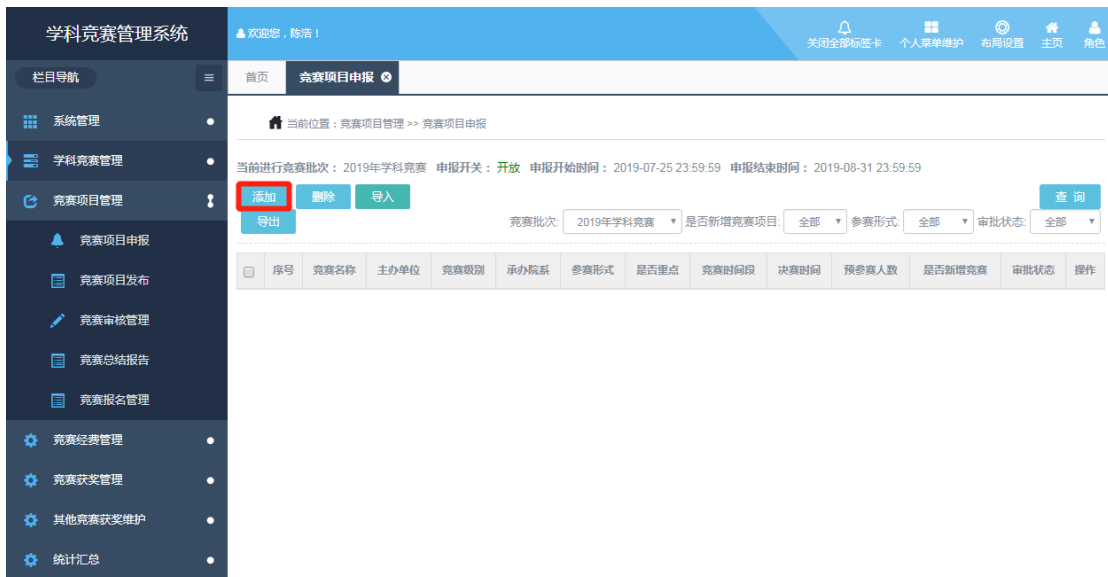 学科竞赛管理系统
欢迎您，陈浩！
关闭全部标签卡 个人菜单维护 布局设置 主页 角色
栏目导航
首页 竞赛项目申报
系统管理
学科竞赛管理
竞赛项目管理
竞赛项目申报
竞赛项目发布
竞赛审核管理
竞赛总结报告
竞赛报名管理
竞赛经费管理
竞赛获奖管理
其他竞赛获奖维护
统计汇总
当前位置：竞赛项目管理 >> 竞赛项目申报
当前进行竞赛批次： 2019年学科竞赛 申报开关： 开放 申报开始时间： 2019-07-25 23:59:59 申报结束时间： 2019-08-31 23:59:59
添加 删除 导入 查 询
导出 竞赛批次: 2019年学科竞赛 是否新增竞赛项目: 全部 参赛形式: 全部 审批状态: 全部
序号 竞赛名称 主办单位 竞赛级别 承办院系 参赛形式 是否重点 竞赛时间段 决赛时间 预参赛人数 是否新增竞赛 审批状态 操作